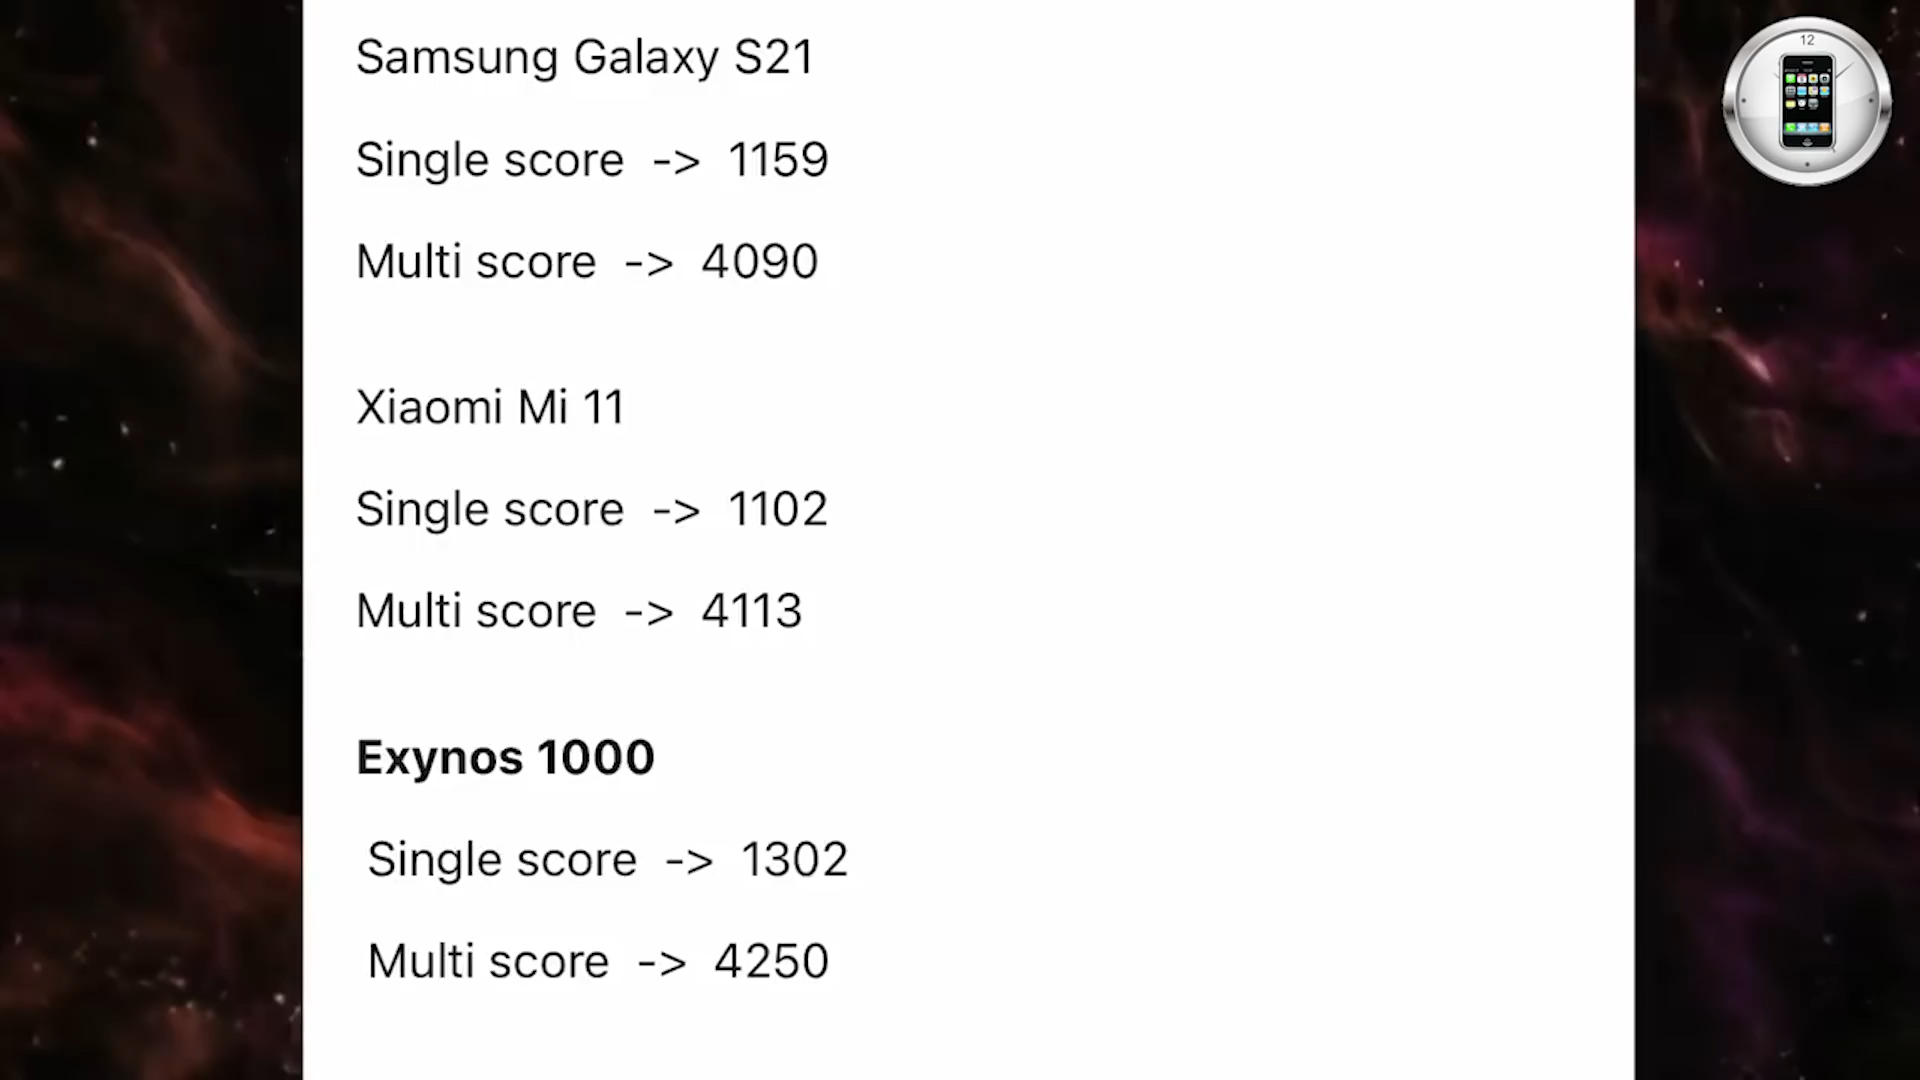 Samsung Galaxy S21
Single score -> 1159
Multi score -> 4090
Xiaomi Mi 11
Single score -> 1102
Multi score -> 4113
Exynos 1000
Single score -> 1302
Multi score -> 4250
12